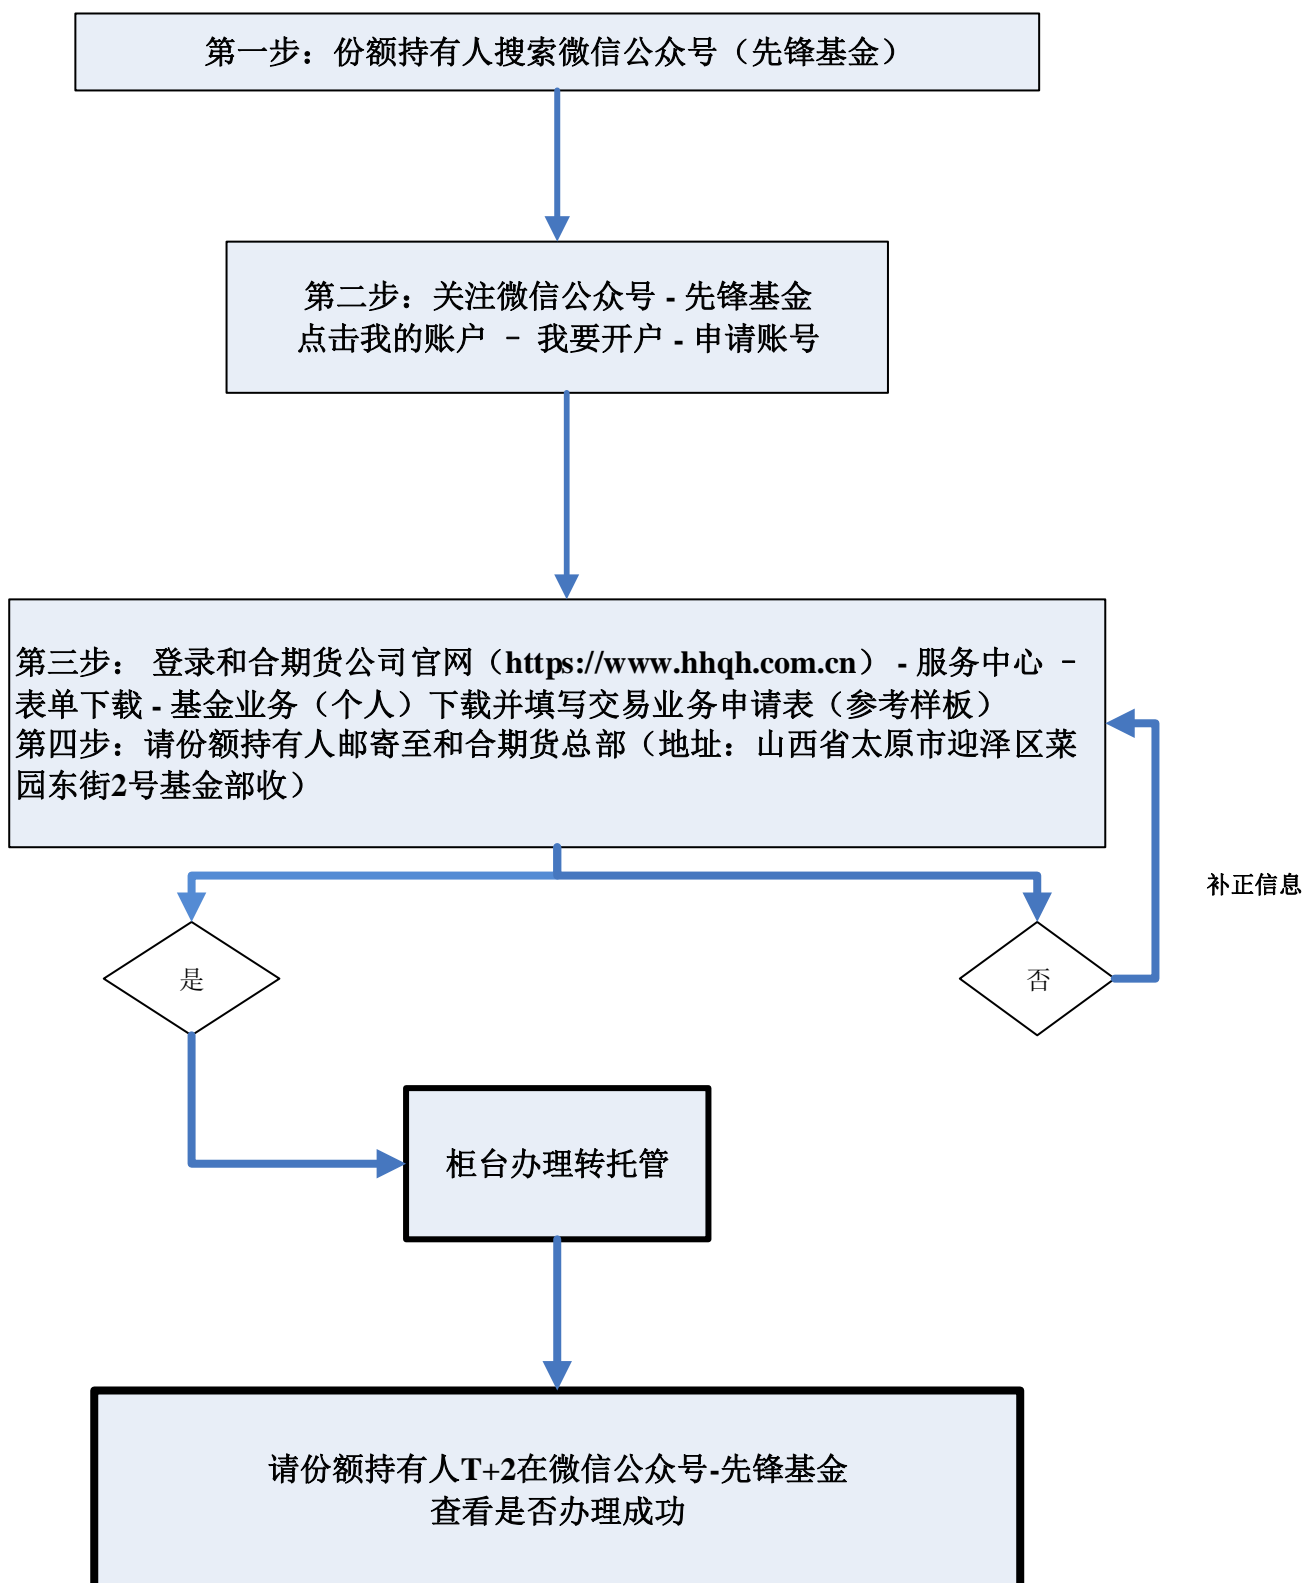 第一步：份额持有人搜索微信公众号（先锋基金）
第二步：关注微信公众号 - 先锋基金
点击我的账户 – 我要开户 - 申请账号
第三步： 登录和合期货公司官网（https://www.hhqh.com.cn） - 服务中心 –
表单下载 - 基金业务（个人）下载并填写交易业务申请表（参考样板）
第四步：请份额持有人邮寄至和合期货总部（地址：山西省太原市迎泽区菜
园东街2号基金部收）
补正信息
是
否
柜台办理转托管
请份额持有人T+2在微信公众号-先锋基金
查看是否办理成功